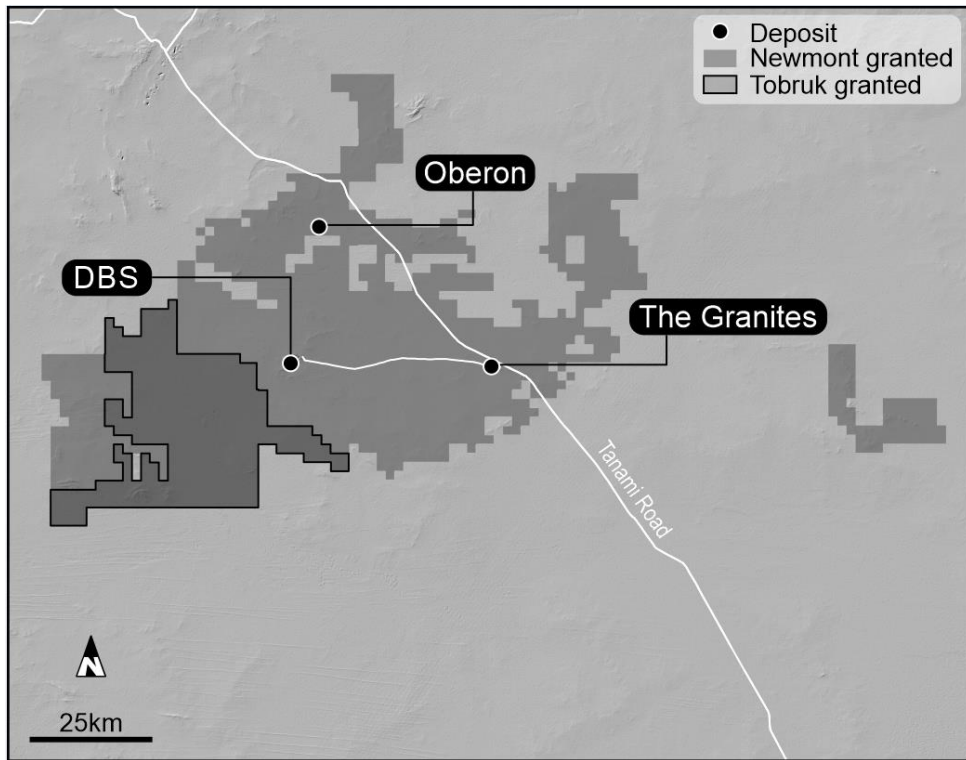 Deposit
Newmont granted
Tobruk granted
Oberon
DBS
The Granites
Tanami Road
N
25km